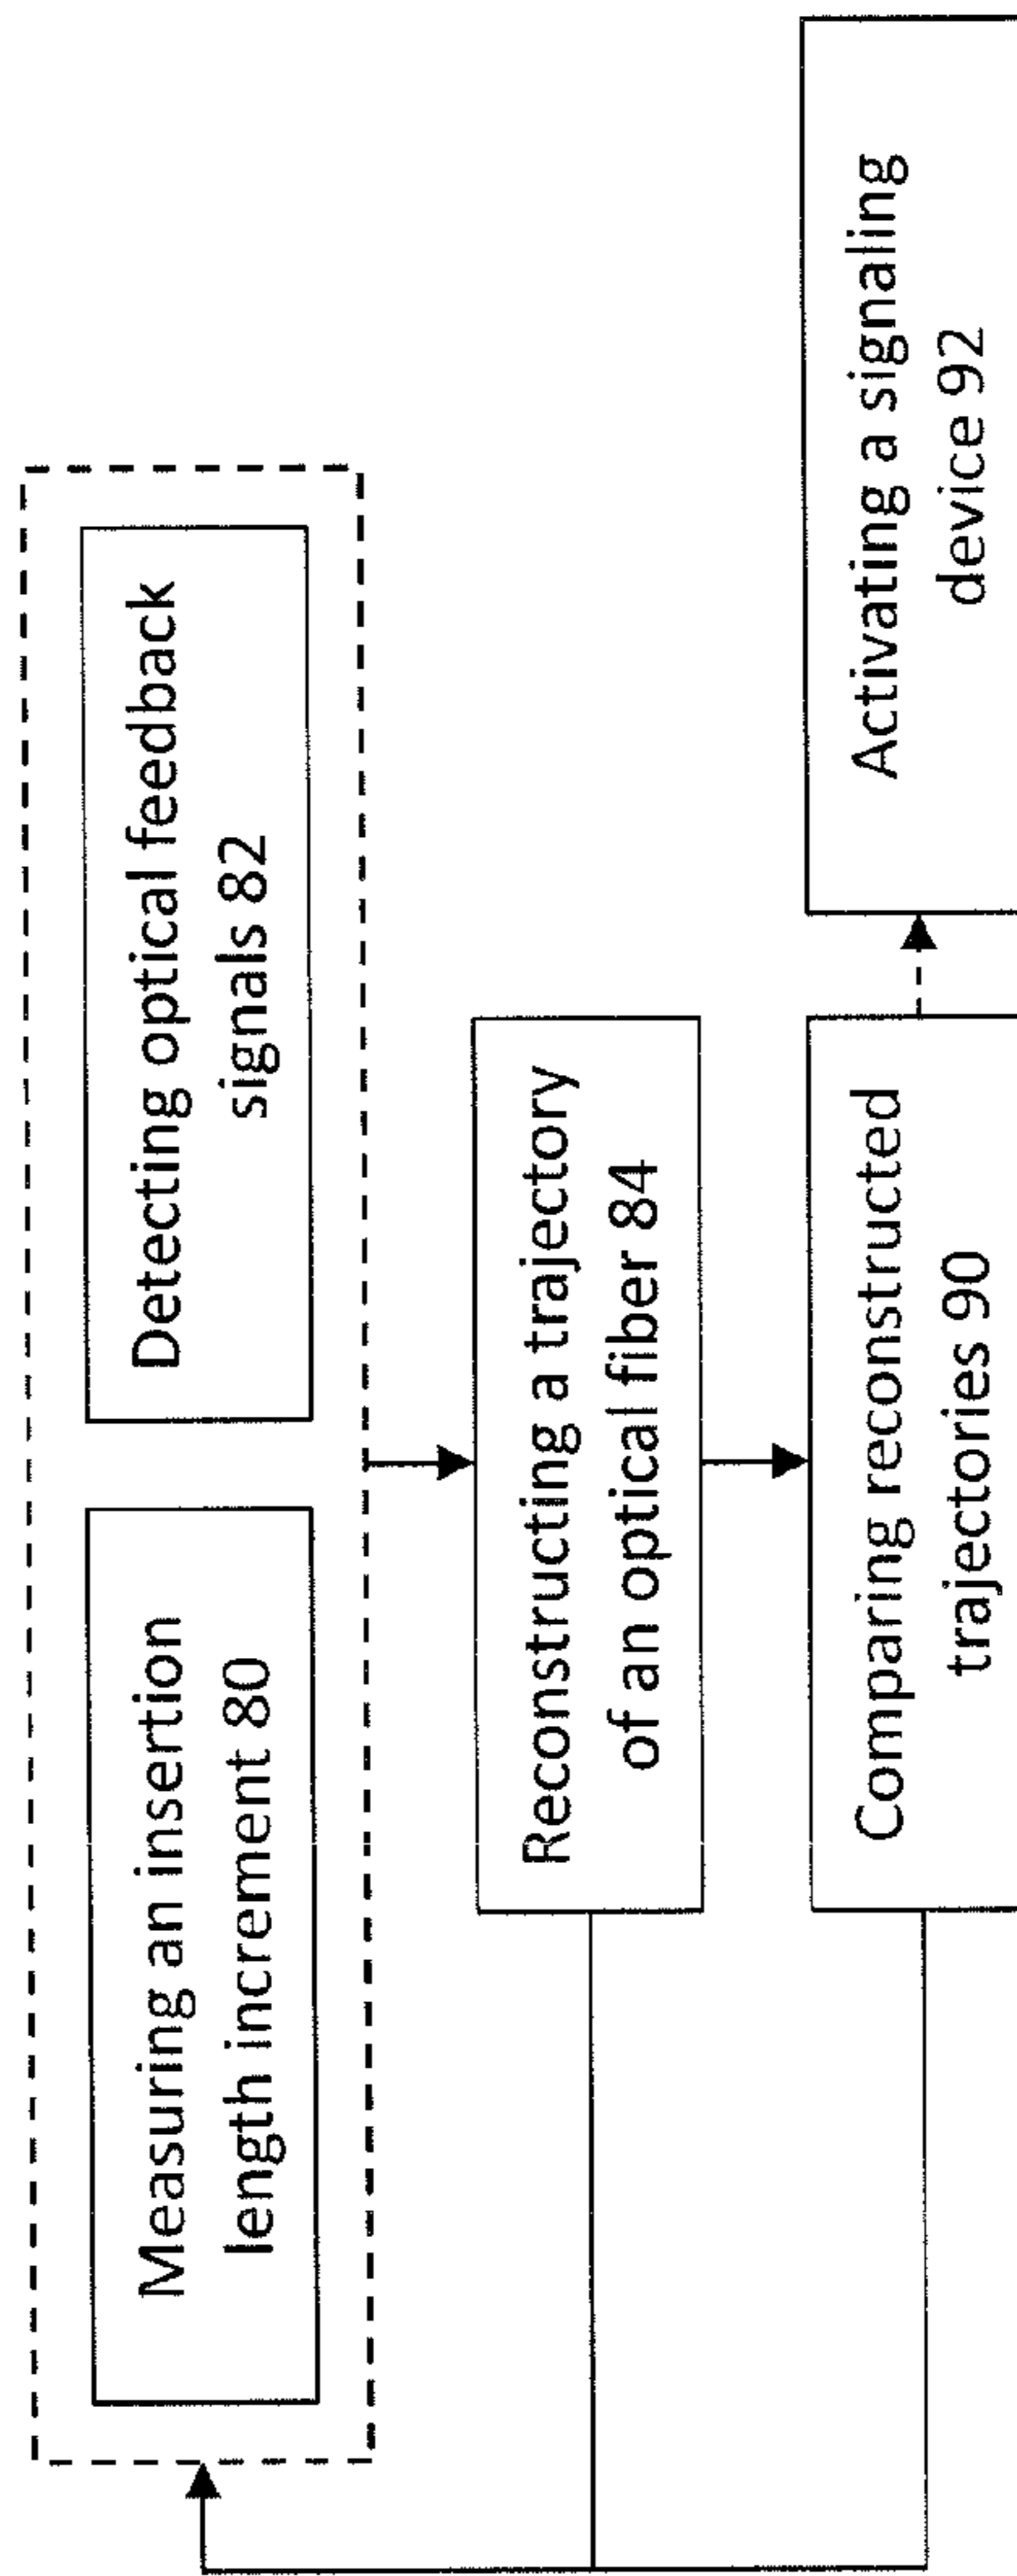 Measuring an insertion
length increment 80
Detecting optical feedback
signals 82
Reconstructing a trajectory
of an optical fiber 84
Comparing reconstructed
trajectories 90
Activating a signaling
device 92